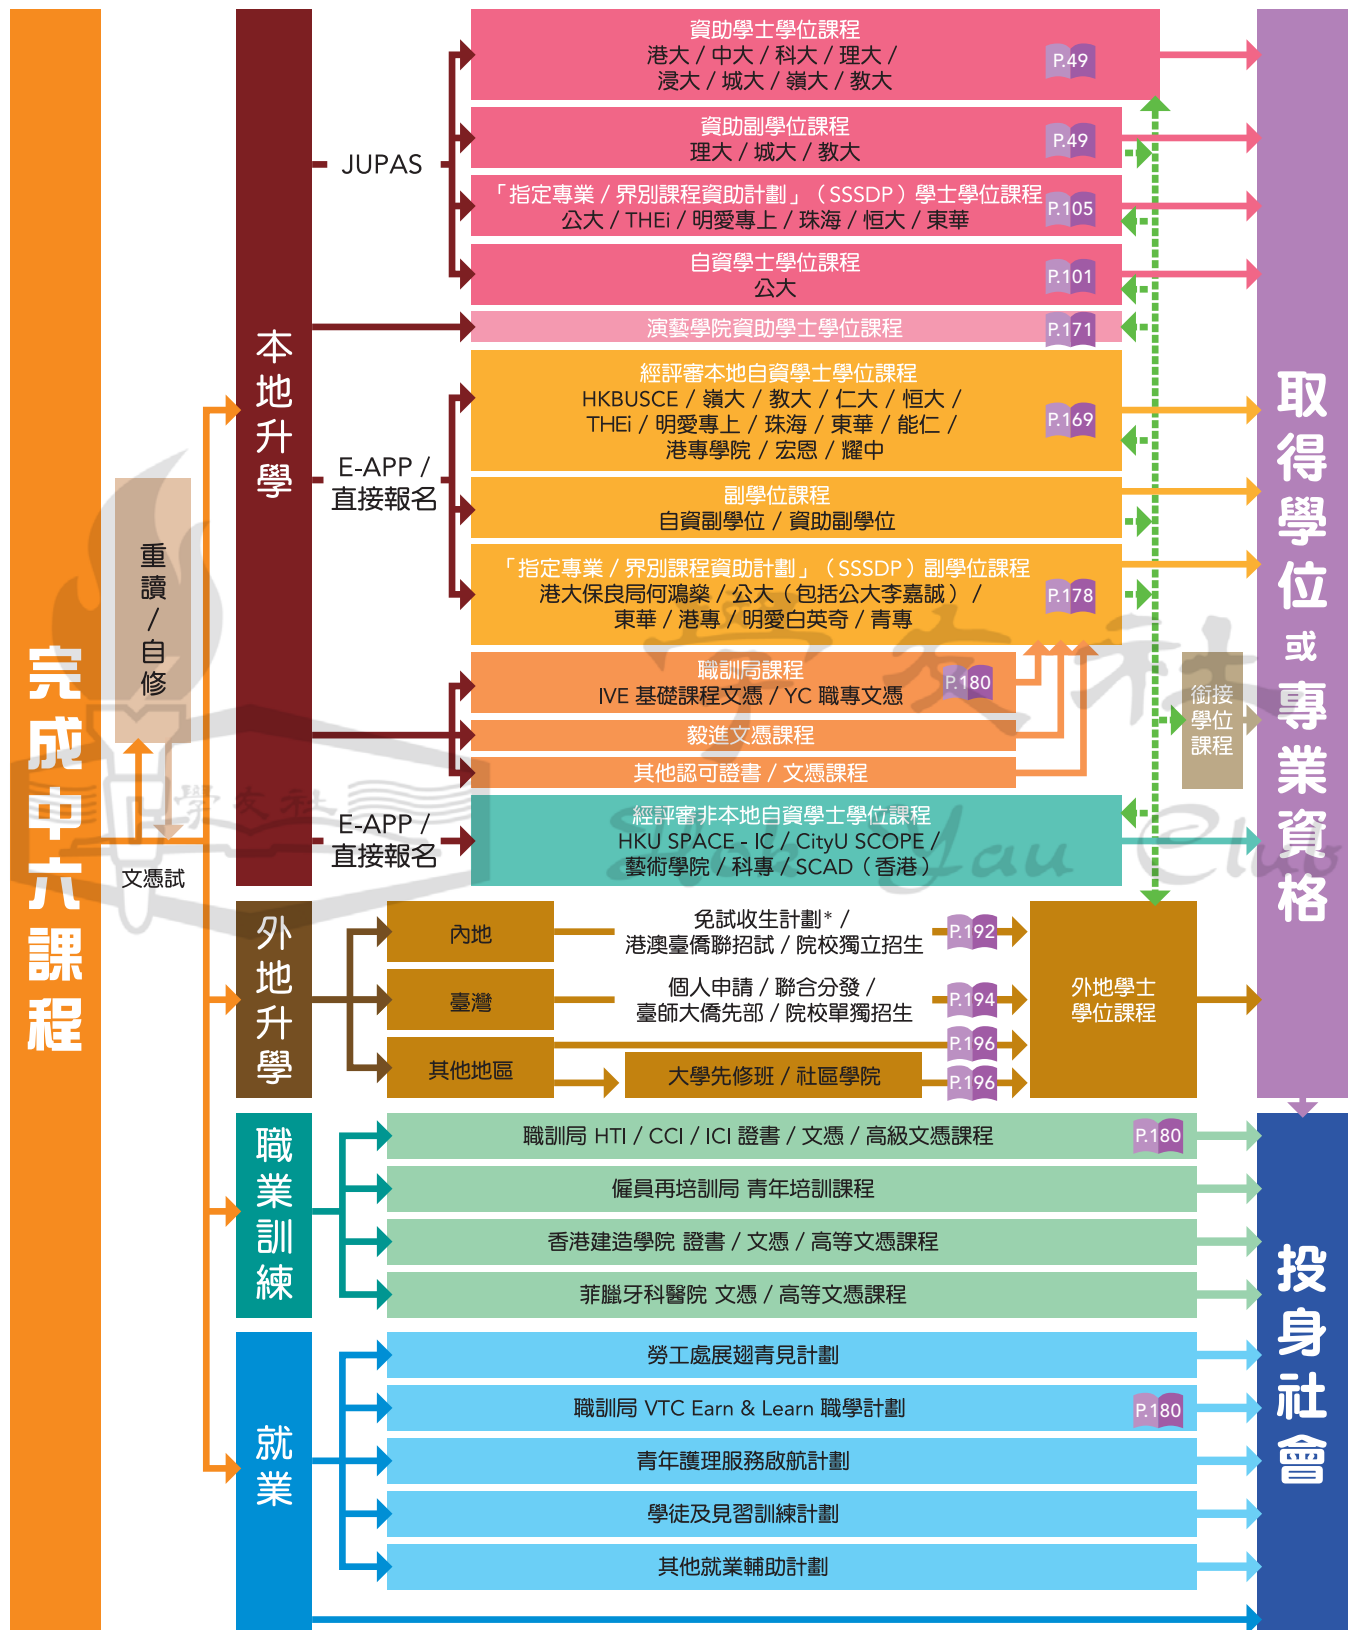 完成中六課程
文憑試
重讀/自修
本地升學
JUPAS
資助學士學位課程
港大 / 中大 / 科大 / 理大 /
浸大 / 城大 / 嶺大 / 教大
P.49
資助副學位課程
理大 / 城大 / 教大
P.49
「指定專業 / 界別課程資助計劃」（SSSDP）學士學位課程
公大 / THEi / 明愛專上 / 珠海 / 恒大 / 東華
P.105
自資學士學位課程
公大
P.101
演藝學院資助學士學位課程
P.171
E-APP /
直接報名
經評審本地自資學士學位課程
HKBUSCE / 嶺大 / 教大 / 仁大 / 恒大 /
THEi / 明愛專上 / 珠海 / 東華 / 能仁 /
港專學院 / 宏恩 / 耀中
P.169
副學位課程
自資副學位 / 資助副學位
「指定專業 / 界別課程資助計劃」（SSSDP）副學位課程
港大保良局何鴻燊 / 公大（包括公大李嘉誠）/
東華 / 港專 / 明愛白英奇 / 青專
P.178
職訓局課程
IVE 基礎課程文憑 / YC 職專文憑
P.180
毅進文憑課程
其他認可證書 / 文憑課程
銜接
學位
課程
E-APP /
直接報名
經評審非本地自資學士學位課程
HKU SPACE - IC / CityU SCOPE /
藝術學院 / 科專 / SCAD（香港）
外地升學
內地
免試收生計劃* /
港澳臺僑聯招試 / 院校獨立招生
P.192
臺灣
個人申請 / 聯合分發 /
臺師大僑先部 / 院校單獨招生
P.194
其他地區
P.196
大學先修班 / 社區學院
P.196
外地學士
學位課程
取得學位或專業資格
職業訓練
職訓局 HTI / CCI / ICI 證書 / 文憑 / 高級文憑課程
P.180
僱員再培訓局 青年培訓課程
香港建造學院 證書 / 文憑 / 高等文憑課程
菲臘牙科醫院 文憑 / 高等文憑課程
就業
勞工處展翅青見計劃
職訓局 VTC Earn & Learn 職學計劃
P.180
青年護理服務啟航計劃
學徒及見習訓練計劃
其他就業輔助計劃
投身社會
學友社
學友社
Hok Yau Club